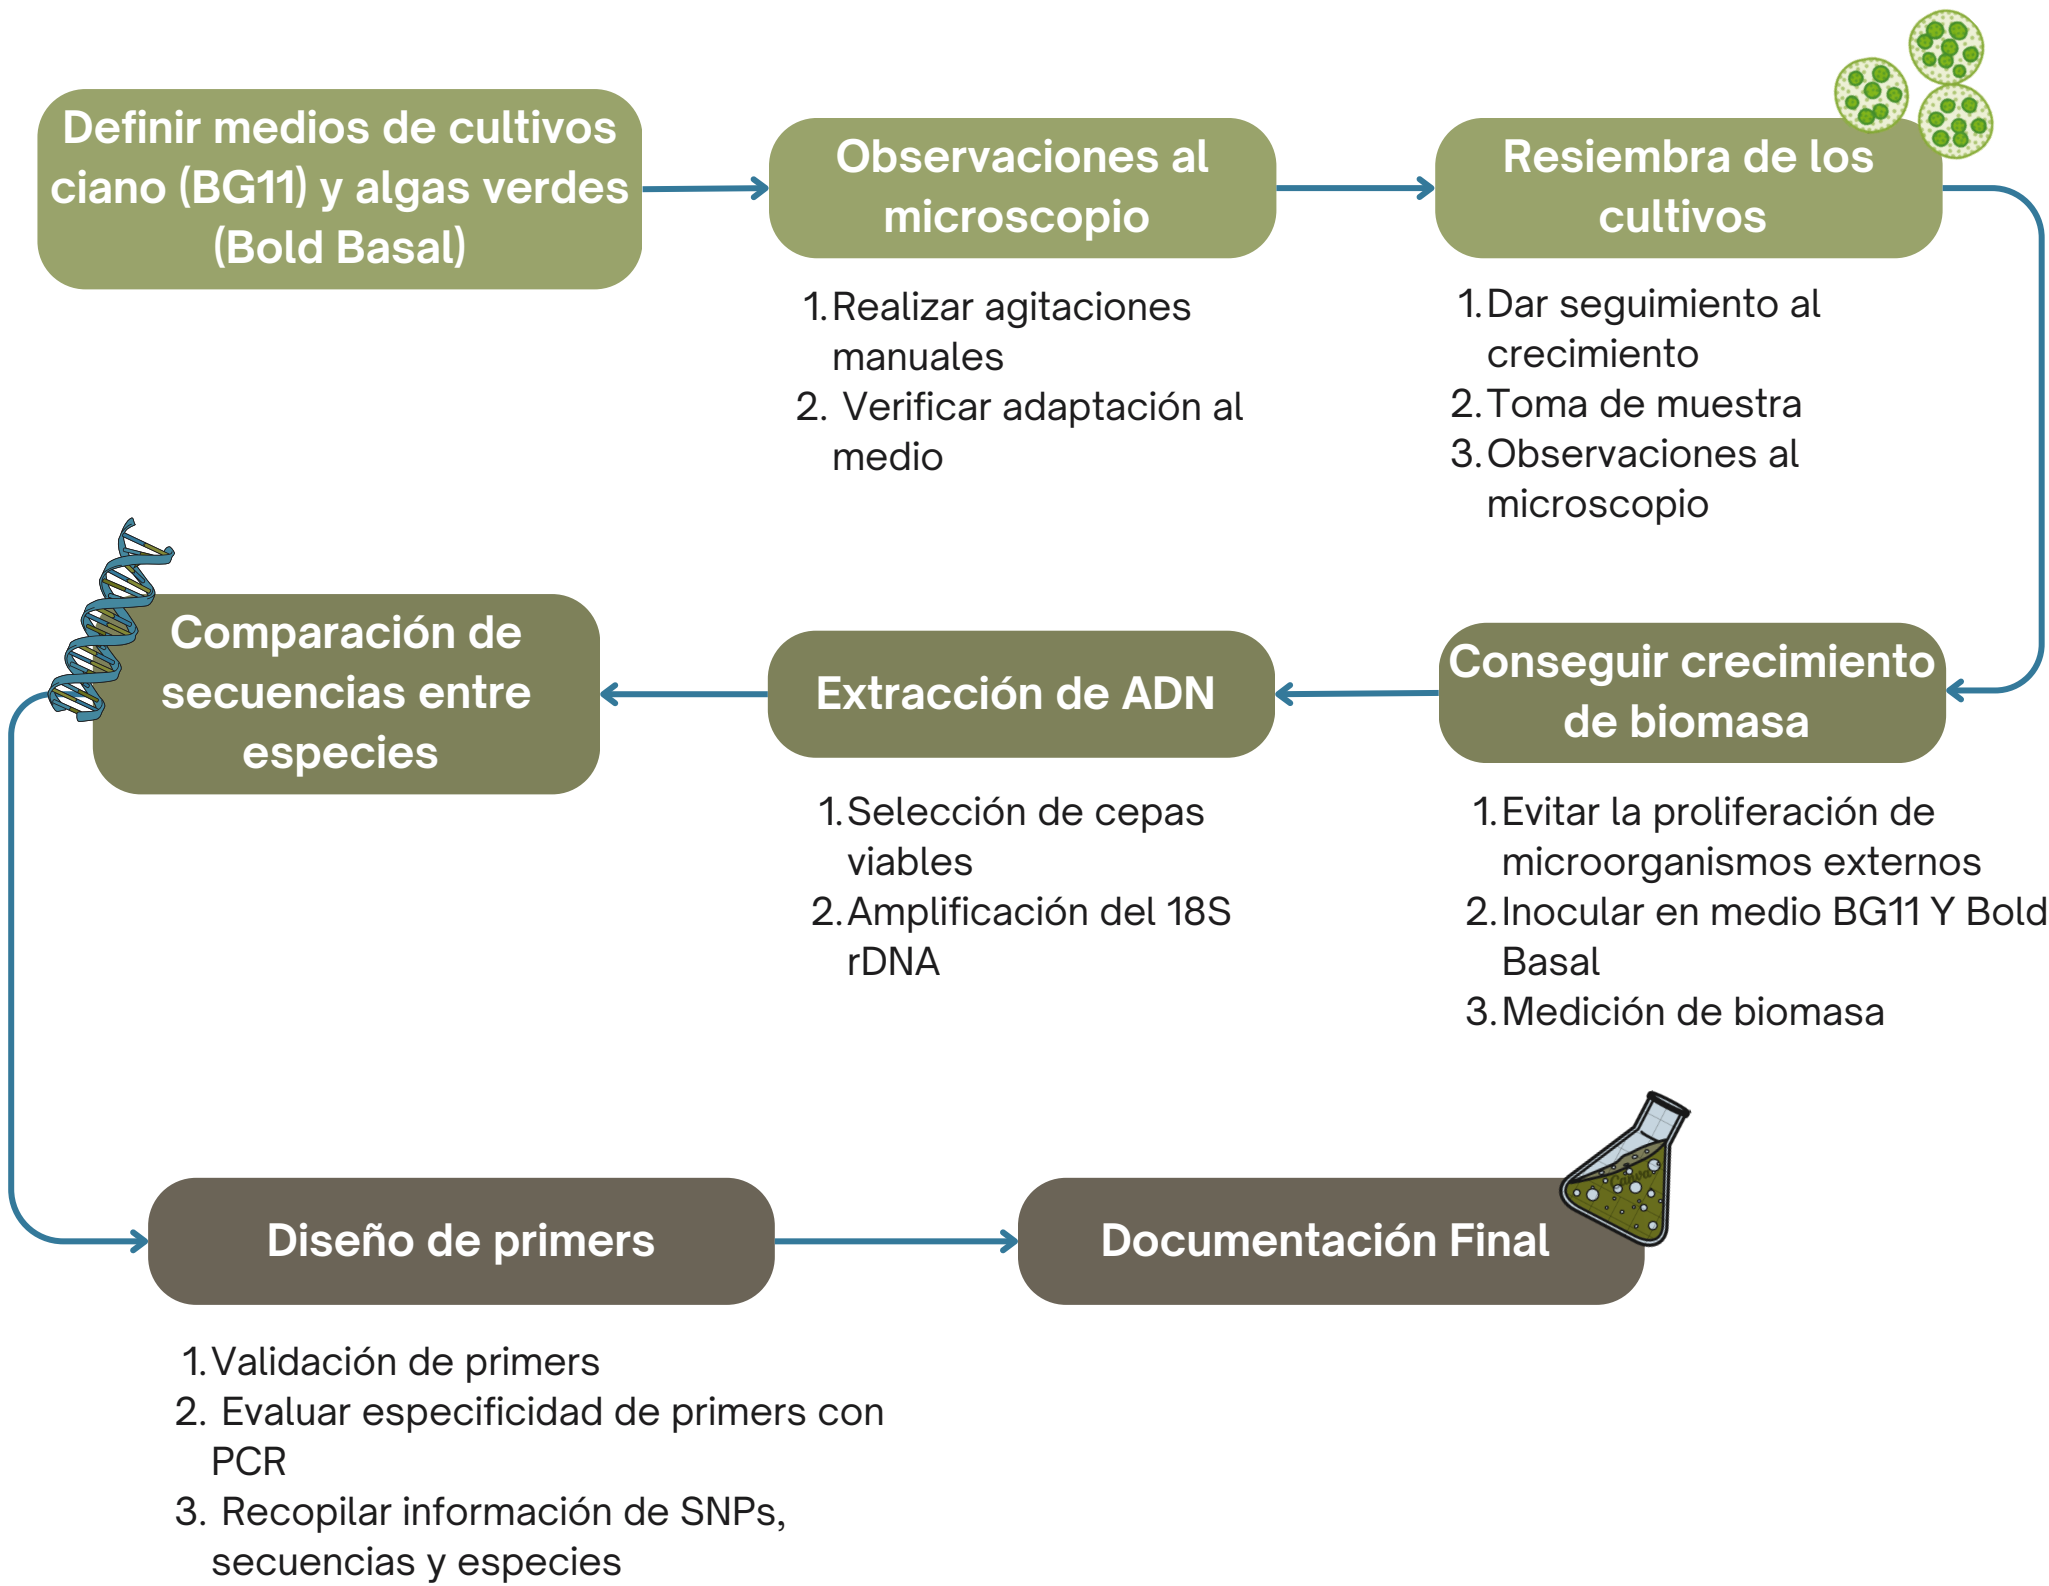 Definir medios de cultivos
ciano (BG11) y algas verdes
(Bold Basal)
Observaciones al
microscopio
1. Realizar agitaciones
manuales
2. Verificar adaptación al
medio
Resiembra de los
cultivos
1. Dar seguimiento al
crecimiento
2. Toma de muestra
3. Observaciones al
microscopio
Conseguir crecimiento
de biomasa
1. Evitar la proliferación de
microorganismos externos
2. Inocular en medio BG11 Y Bold
Basal
3. Medición de biomasa
Extracción de ADN
1. Selección de cepas
viables
2. Amplificación del 18S
rDNA
Comparación de
secuencias entre
especies
Diseño de primers
1. Validación de primers
2. Evaluar especificidad de primers con
PCR
3. Recopilar información de SNPs,
secuencias y especies
Documentación Final
Canva